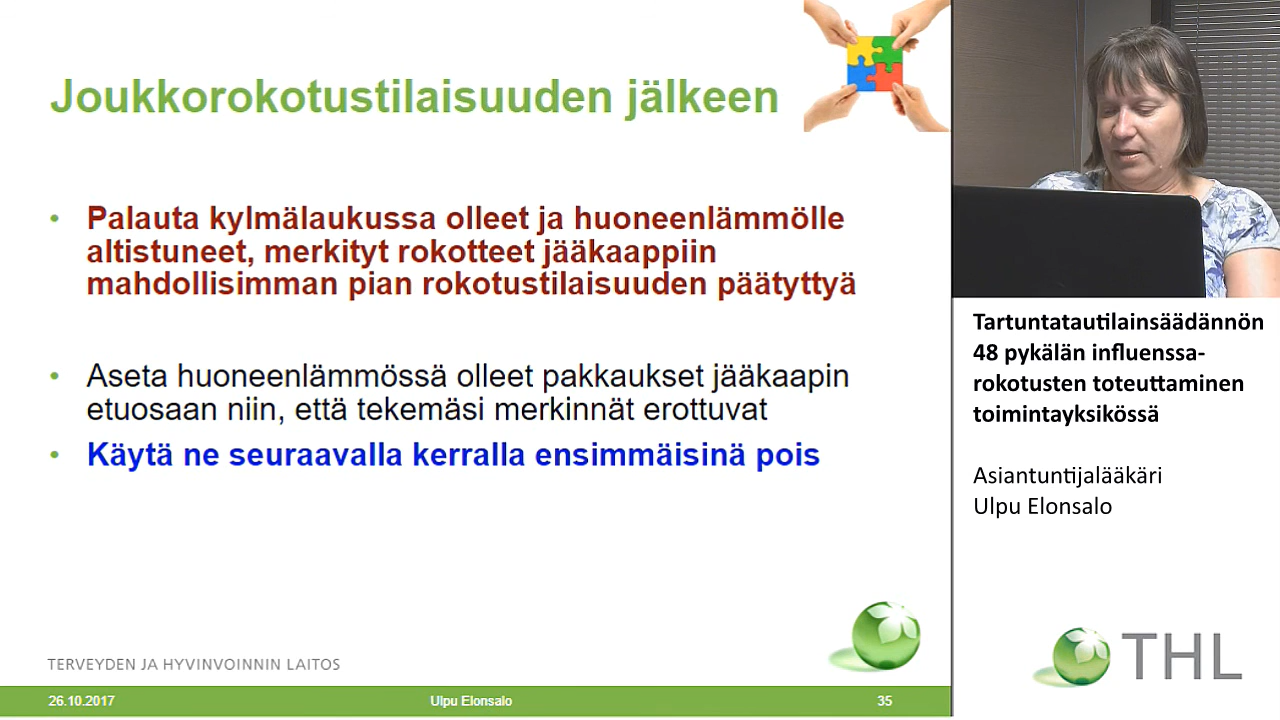 Joukkorokotustilaisuuden jälkeen
• Palauta kylmälaukussa olleet ja huoneenlämmölle
altistuneet, merkityt rokotteet jääkaappiin
mahdollisimman pian rokotustilaisuuden päätyttyä
• Aseta huoneenlämmössä olleet pakkaukset jääkaapin
etuosaan niin, että tekemäsi merkinnät erottuvat
• Käytä ne seuraavalla kerralla ensimmäisinä pois
TERVEYDEN JA HYVINVOINNIN LAITOS
26.10.2017
Ulpu Elonsalo
35
Tartuntatautilainsäädännön
48 pykälän influenssa-
rokotusten toteuttaminen
toimintayksikössä
Asiantuntijalääkäri
Ulpu Elonsalo
THL